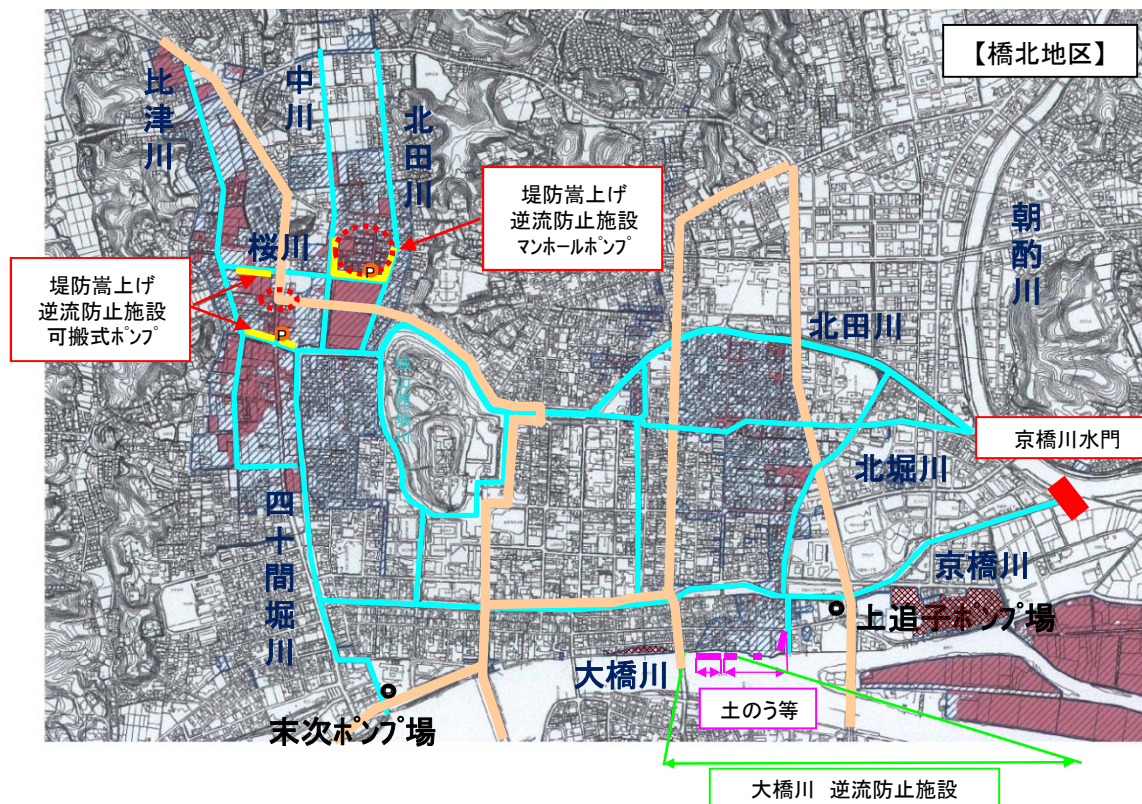 【橋北地区】
比津川
中川
北田川
堤防嵩上げ
逆流防止施設
ﾏﾝﾎｰﾙﾎﾟﾝﾌﾟ
朝酌川
桜川
堤防嵩上げ
逆流防止施設
可搬式ﾎﾟﾝﾌﾟ
P
P
北田川
京橋川水門
北堀川
四十間堀川
京橋川
上追子ﾎﾟﾝﾌﾟ場
大橋川
土のう等
末次ﾎﾟﾝﾌﾟ場
大橋川 逆流防止施設